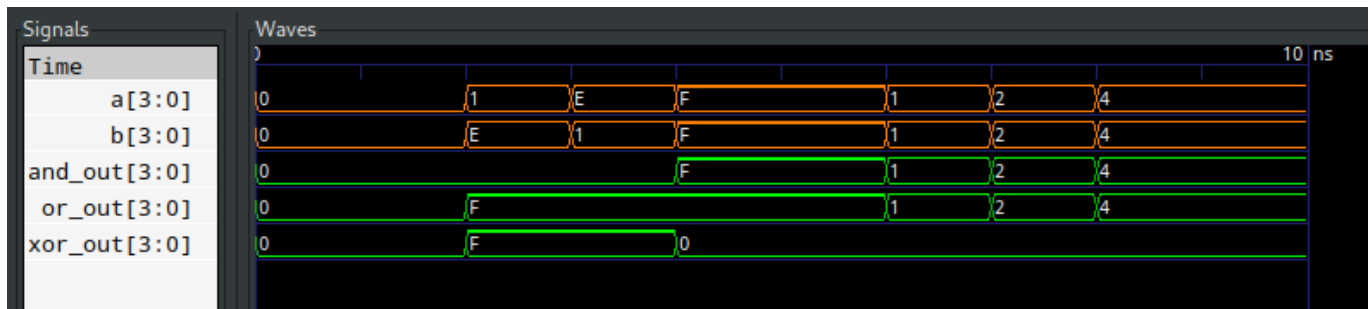 Signals Waves
Time 0 10 ns
a[3:0] 0 1 E F 1 2 4
b[3:0] 0 E 1 F 1 2 4
and_out[3:0] 0 F 1 2 4
or_out[3:0] 0 F 1 2 4
xor_out[3:0] 0 F 0